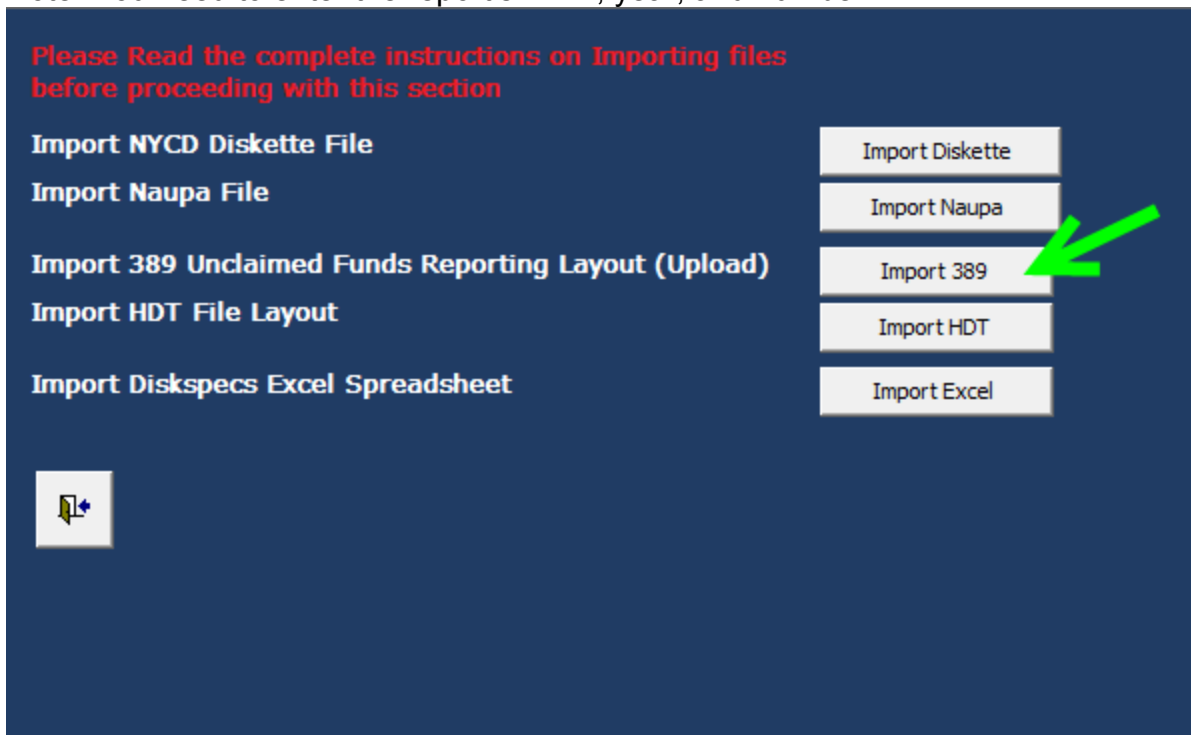 Please Read the complete instructions on Importing files
before proceeding with this section
Import NYCD Diskette File
Import Diskette
Import Naupa File
Import Naupa
Import 389 Unclaimed Funds Reporting Layout (Upload)
Import 389
Import HDT File Layout
Import HDT
Import Diskspecs Excel Spreadsheet
Import Excel